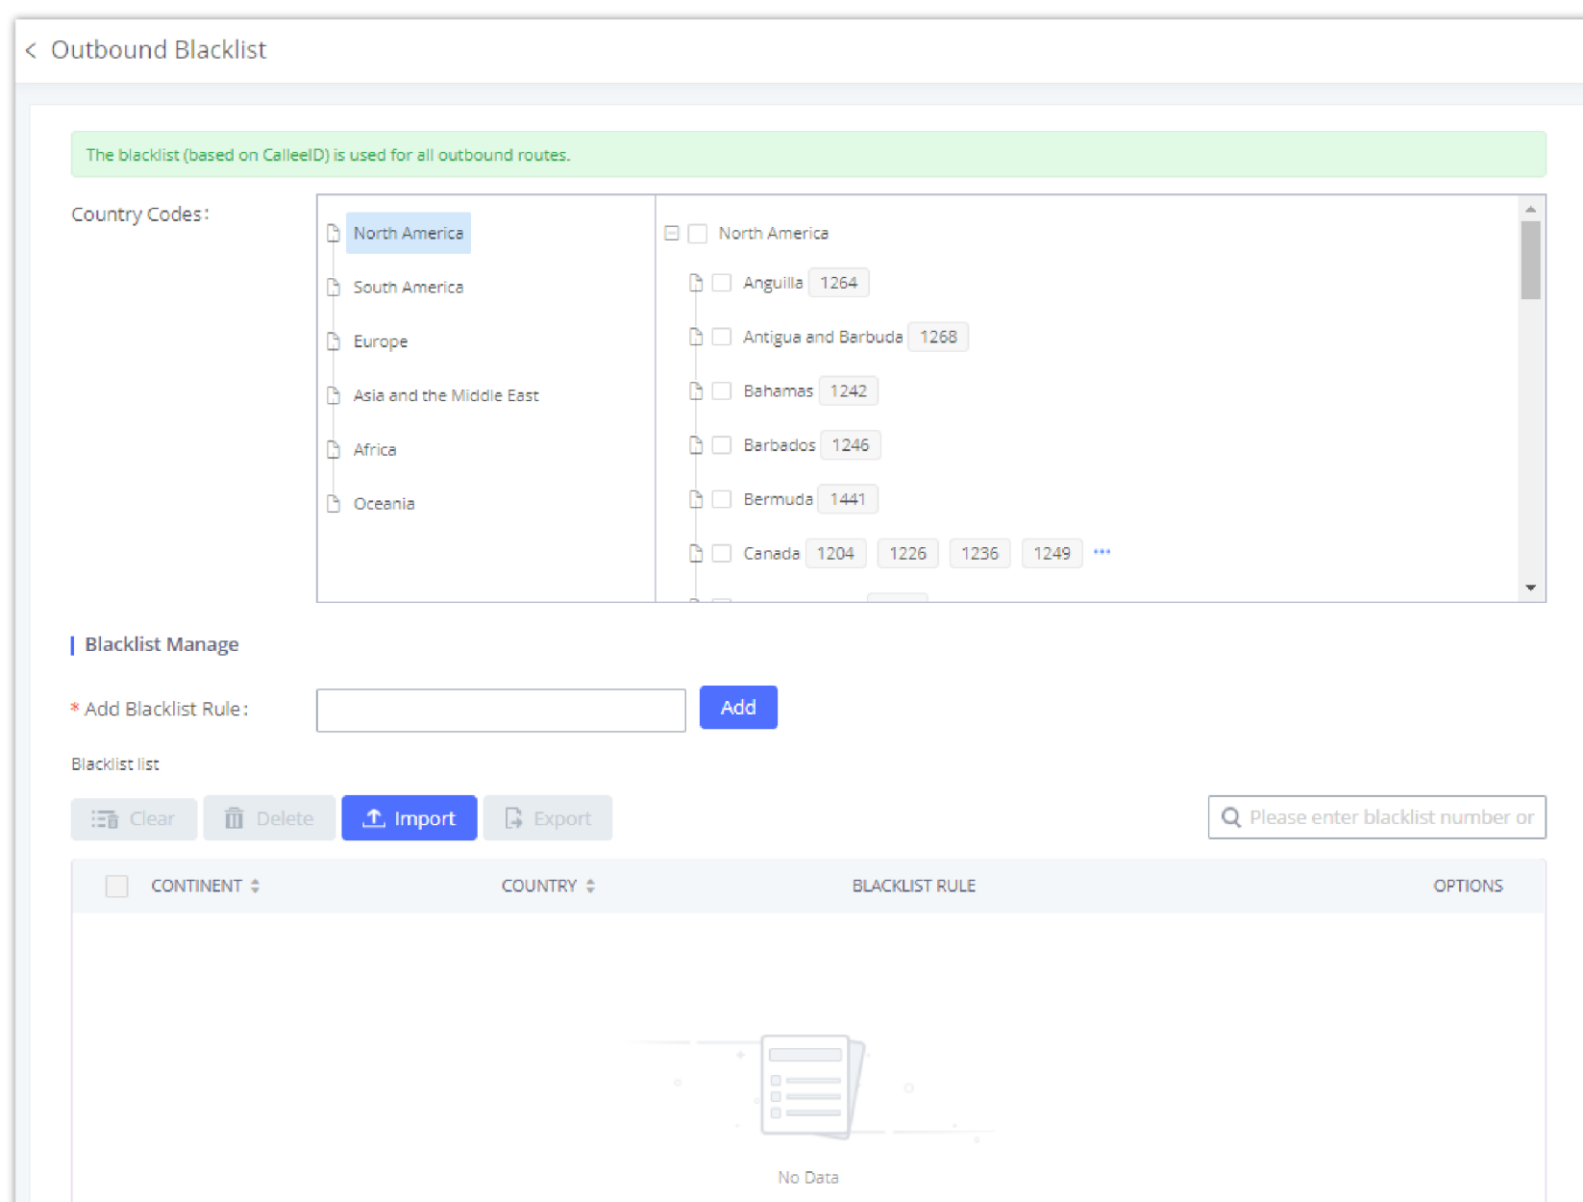 < Outbound Blacklist
The blacklist (based on CalleeID) is used for all outbound routes.
Country Codes:
North America
South America
Europe
Asia and the Middle East
Africa
Oceania
North America
Anguilla 1264
Antigua and Barbuda 1268
Bahamas 1242
Barbados 1246
Bermuda 1441
Canada 1204 1226 1236 1249 •••
Blacklist Manage
* Add Blacklist Rule: Add
Blacklist list
Clear Delete Import Export Please enter blacklist number or
CONTINENT COUNTRY BLACKLIST RULE OPTIONS
No Data